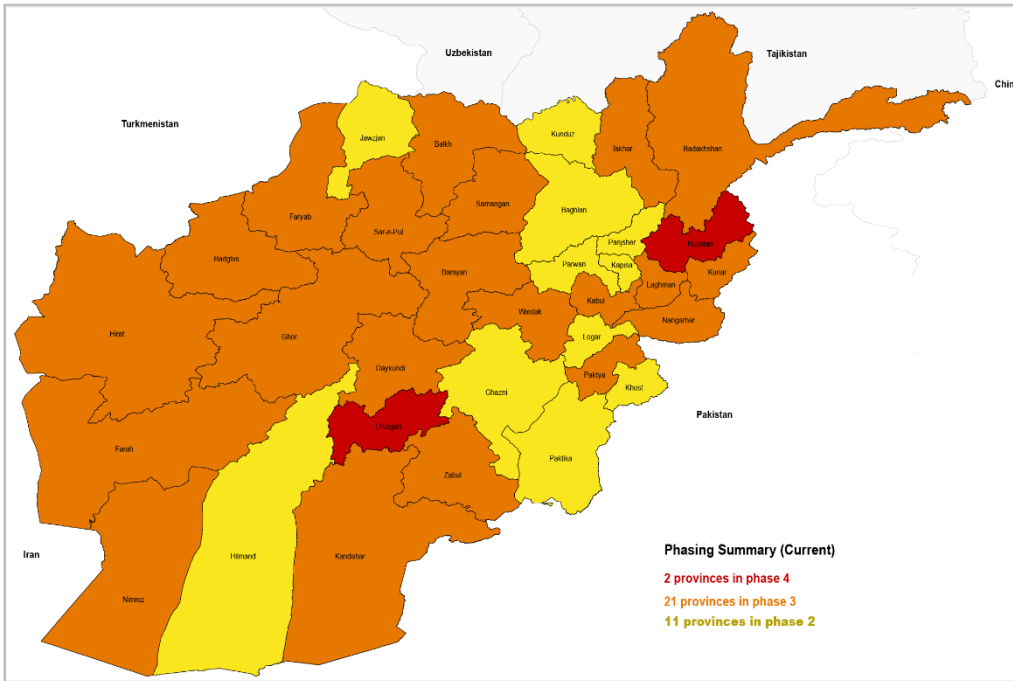 Uzbekistan
Tajikistan
Chin
Turkmenistan
Jawzjan
Balkh
Kunduz
Takhar
Badakhshan
Samangan
Baghlan
Faryab
Sar-e-Pul
Panjsher
Nuristan
Badghis
Bamyan
Parwan
Kapisa
Kunar
Laghman
Hirat
Ghor
Wardak
Kabul
Nangarhar
Logar
Daykundi
Paktya
Ghazni
Khost
Pakistan
Uruzgan
Farah
Paktika
Zabul
Iran
Hilmand
Kandahar
Nimroz
Phasing Summary (Current)
2 provinces in phase 4
21 provinces in phase 3
11 provinces in phase 2